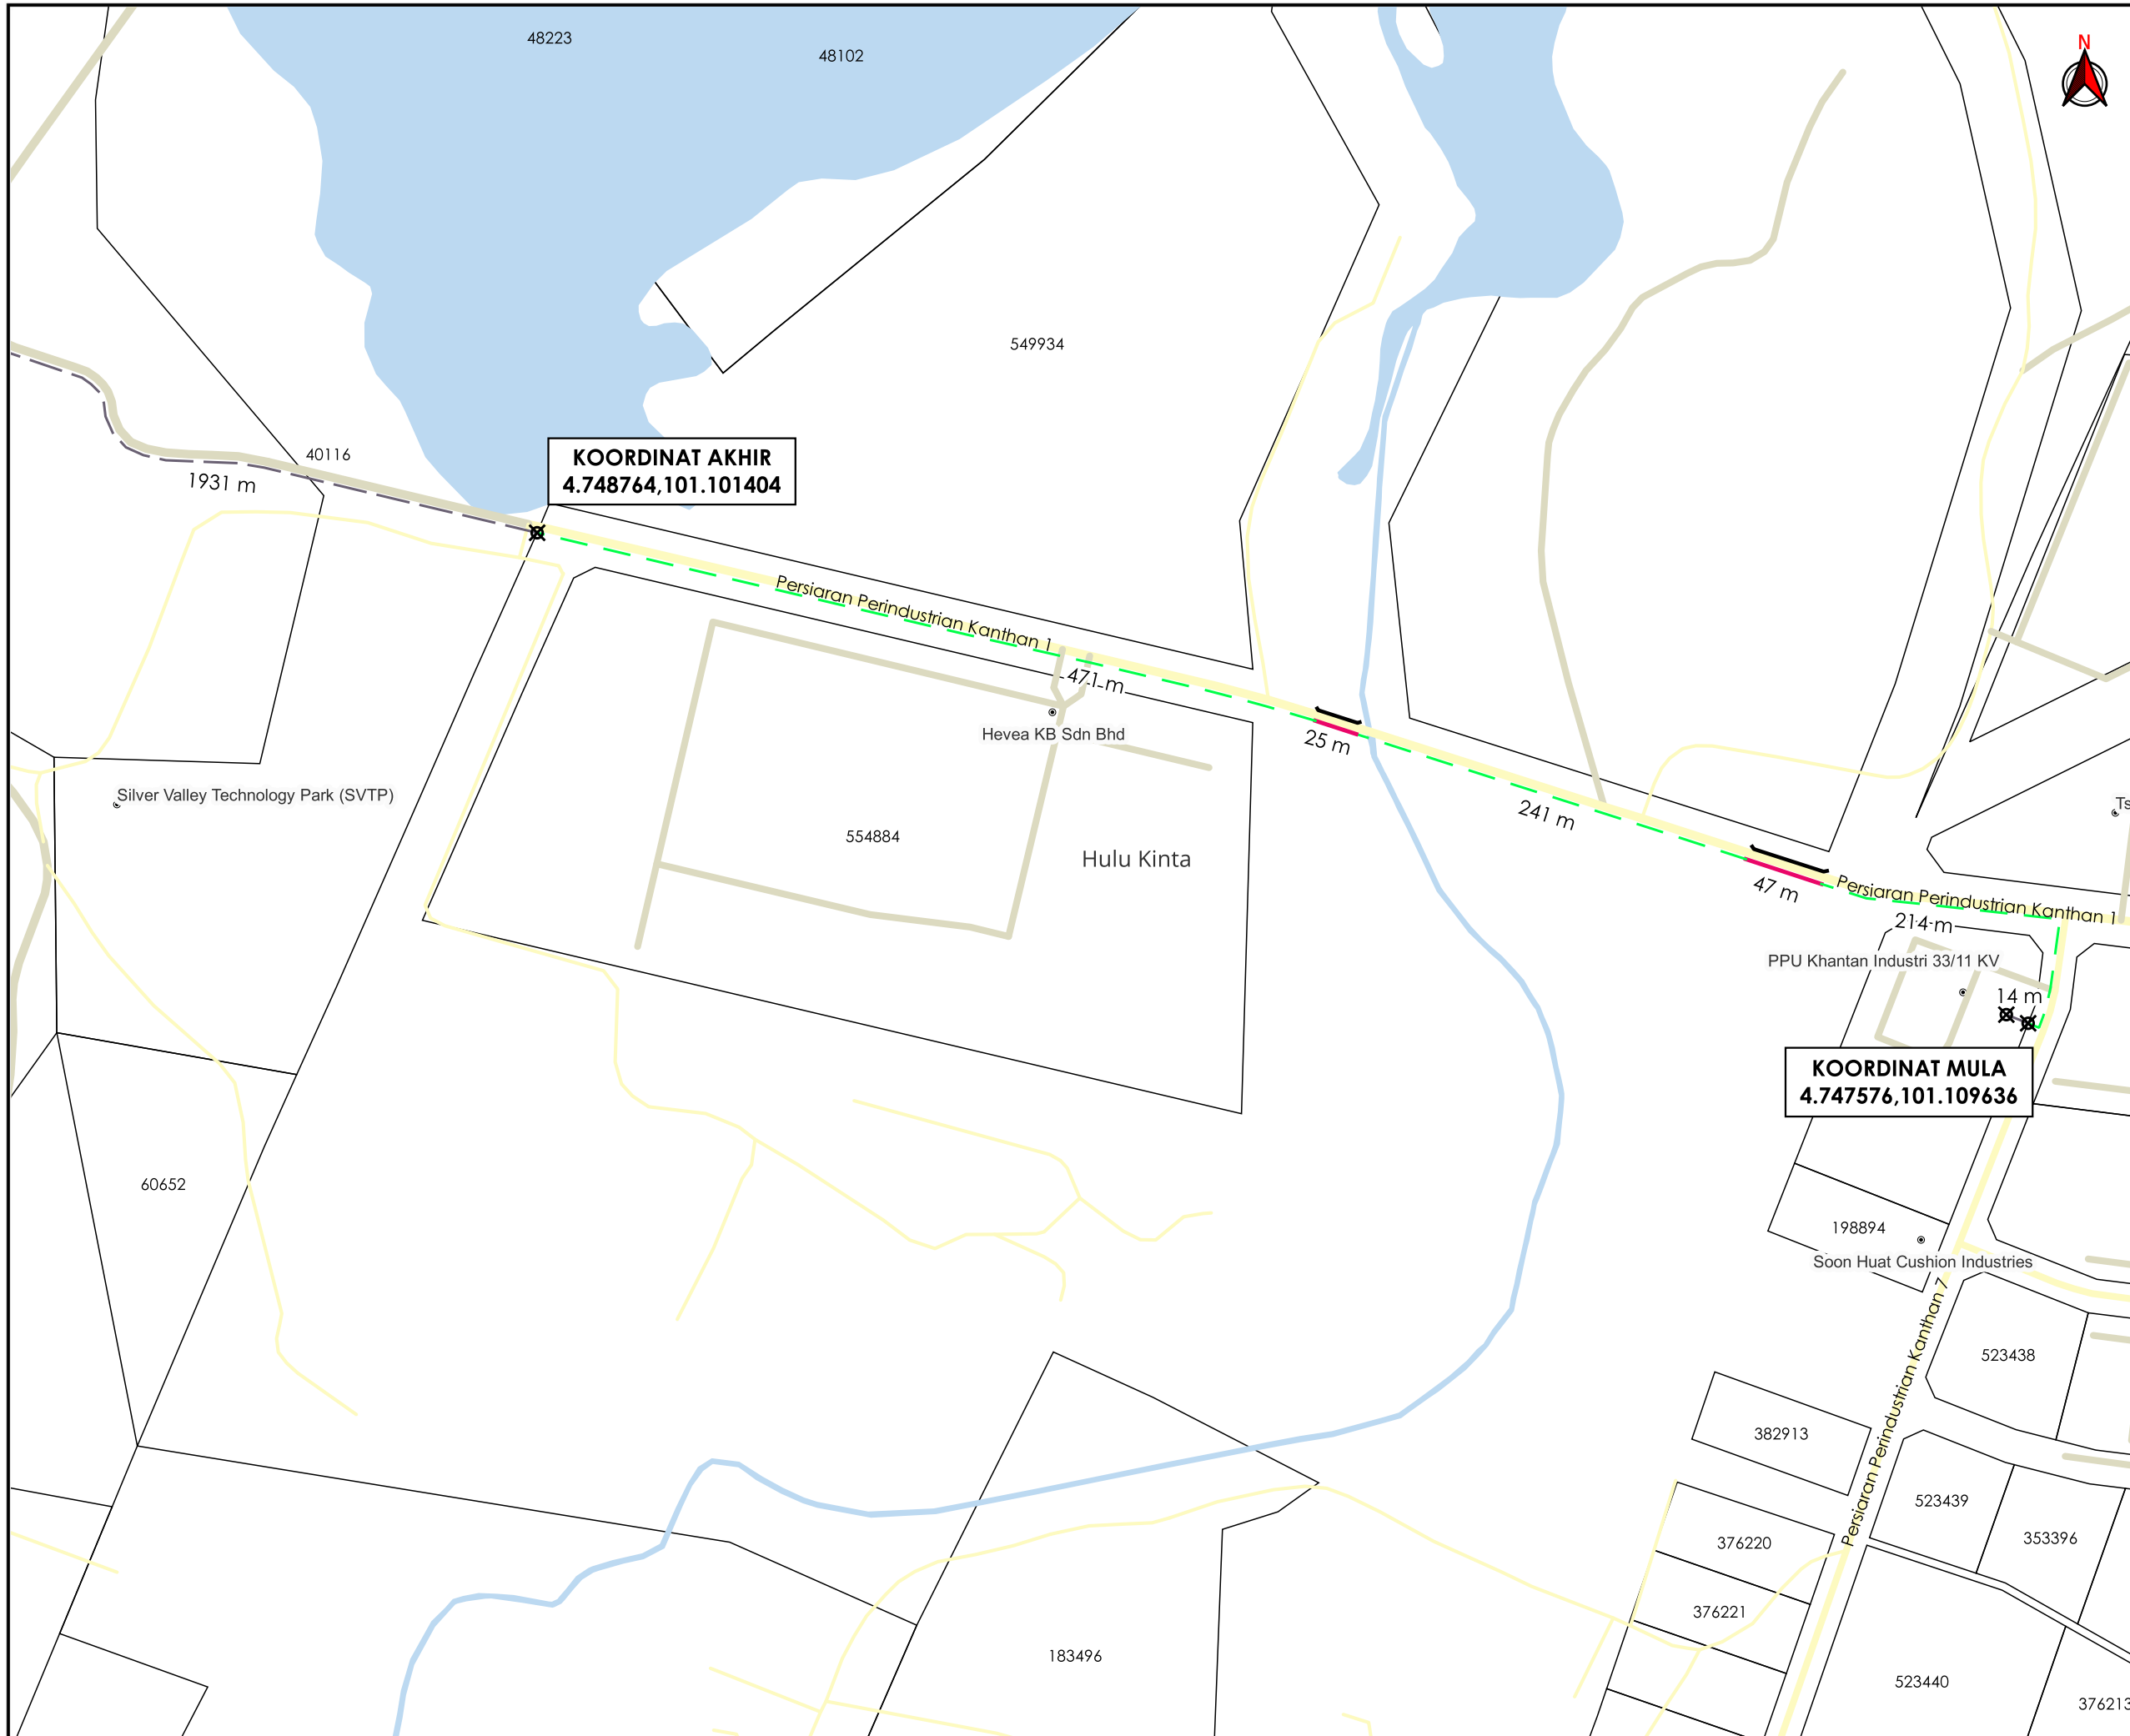 48223
48102
N
549934
40116
1931 m
KOORDINAT AKHIR
4.748764,101.101404
Persiaran Perindustrian Kanthan 1
471 m
Hevea KB Sdn Bhd
25 m
Silver Valley Technology Park (SVTP)
Ts
241 m
554884
Hulu Kinta
47 m
Persiaran Perindustrian Kanthan 1
214 m
PPU Khantan Industri 33/11 KV
14 m
KOORDINAT MULA
4.747576,101.109636
60652
198894
Soon Huat Cushion Industries
Persiaran Perindustrian Kanthan 7
523438
382913
523439
353396
376220
376221
183496
523440
376213